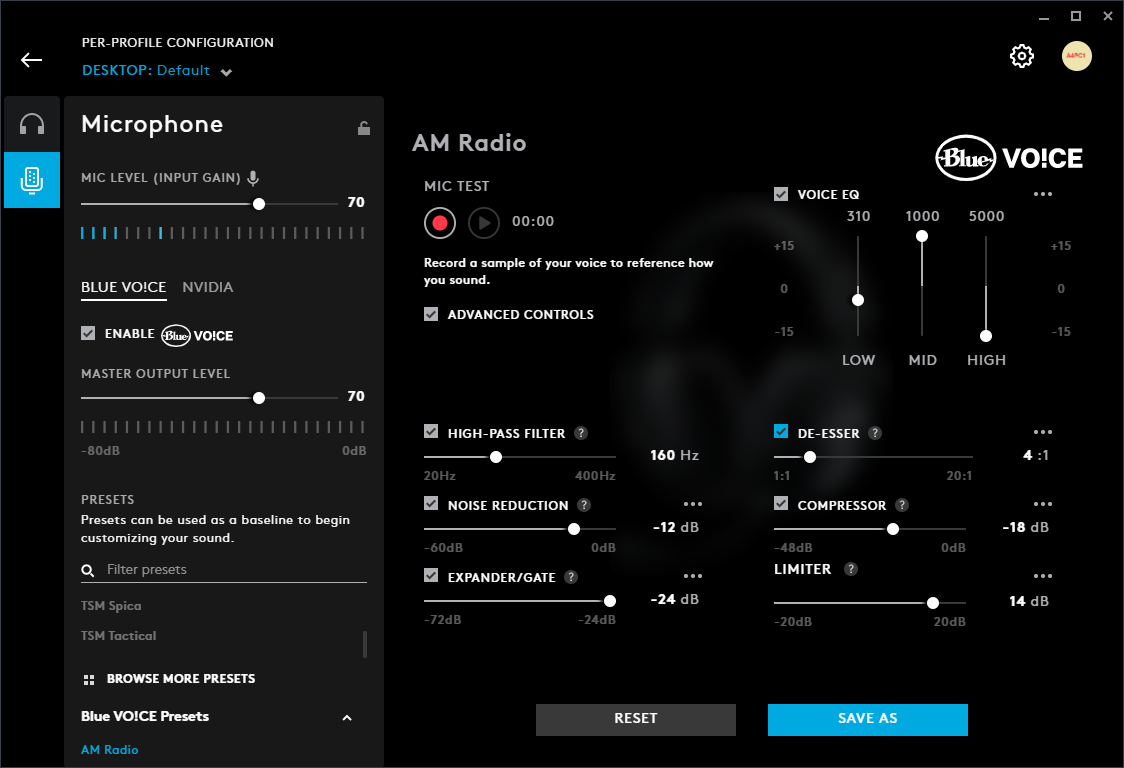 PER-PROFILE CONFIGURATION
DESKTOP: Default
Microphone
MIC LEVEL (INPUT GAIN)
70
BLUE VO!CE NVIDIA
ENABLE Blue VO!CE
MASTER OUTPUT LEVEL
70
-80dB 0dB
PRESETS
Presets can be used as a baseline to begin
customizing your sound.
Filter presets
TSM Spica
TSM Tactical
BROWSE MORE PRESETS
Blue VO!CE Presets
AM Radio
AM Radio
Blue VO!CE
MIC TEST
00:00
Record a sample of your voice to reference how
you sound.
ADVANCED CONTROLS
VOICE EQ
310 1000 5000
+15 +15
0 0
-15 -15
LOW MID HIGH
HIGH-PASS FILTER ?
160 Hz
20Hz 400Hz
NOISE REDUCTION ?
-12 dB
-60dB 0dB
EXPANDER/GATE ?
-24 dB
-72dB -24dB
DE-ESSER ?
4 :1
1:1 20:1
COMPRESSOR ?
-18 dB
-48dB 0dB
LIMITER ?
14 dB
-20dB 20dB
RESET SAVE AS